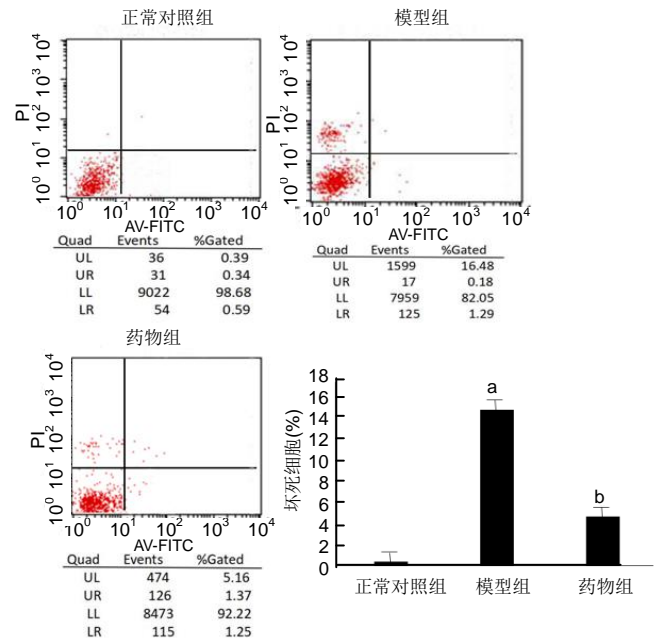 正常对照组
PI
10⁴
10³
10²
10¹
10⁰
10⁰ 10¹ 10² 10³ 10⁴
AV-FITC
Quad Events %Gated
UL 36 0.39
UR 31 0.34
LL 9022 98.68
LR 54 0.59
模型组
PI
10⁴
10³
10²
10¹
10⁰
10⁰ 10¹ 10² 10³ 10⁴
AV-FITC
Quad Events %Gated
UL 1599 16.48
UR 17 0.18
LL 7959 82.05
LR 125 1.29
药物组
PI
10⁴
10³
10²
10¹
10⁰
10⁰ 10¹ 10² 10³ 10⁴
AV-FITC
Quad Events %Gated
UL 474 5.16
UR 126 1.37
LL 8473 92.22
LR 115 1.25
坏死细胞(%)
18
16
14
12
10
8
6
4
2
0
a
b
正常对照组 模型组 药物组